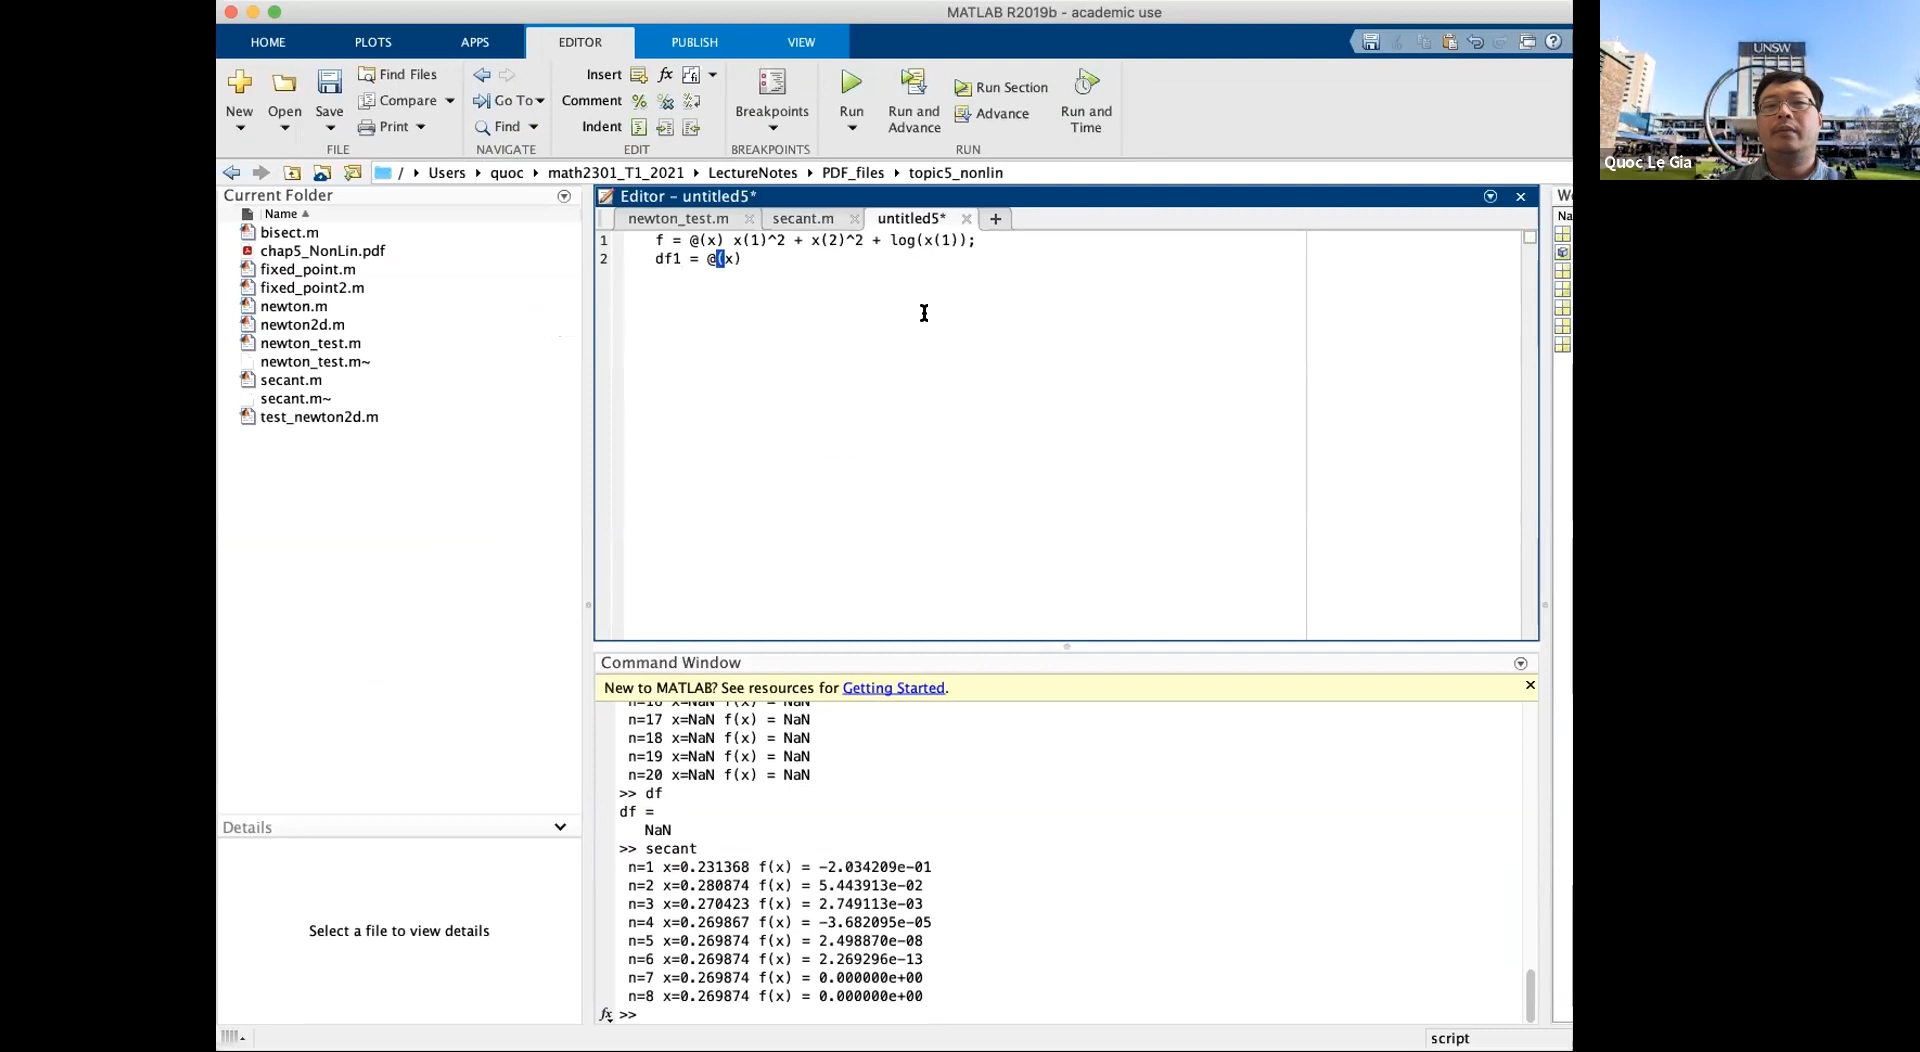 MATLAB R2019b - academic use
HOME PLOTS APPS EDITOR PUBLISH VIEW
New Open Save Find Files Compare Print
FILE
Go To Find
NAVIGATE
Insert fx
Comment
Indent
EDIT
Breakpoints
BREAKPOINTS
Run Run and Advance Run Section Advance Run and Time
RUN
/ Users quoc math2301_T1_2021 LectureNotes PDF_files topic5_nonlin
Current Folder
Name
bisect.m
chap5_NonLin.pdf
fixed_point.m
fixed_point2.m
newton.m
newton2d.m
newton_test.m
newton_test.m~
secant.m
secant.m~
test_newton2d.m
Details
Select a file to view details
Editor - untitled5*
newton_test.m secant.m untitled5* +
1 f = @(x) x(1)^2 + x(2)^2 + log(x(1));
2 df1 = @(x)
Command Window
New to MATLAB? See resources for Getting Started.
n=17 x=NaN f(x) = NaN
n=18 x=NaN f(x) = NaN
n=19 x=NaN f(x) = NaN
n=20 x=NaN f(x) = NaN
>> df
df =
NaN
>> secant
n=1 x=0.231368 f(x) = -2.034209e-01
n=2 x=0.280874 f(x) = 5.443913e-02
n=3 x=0.270423 f(x) = 2.749113e-03
n=4 x=0.269867 f(x) = -3.682095e-05
n=5 x=0.269874 f(x) = 2.498870e-08
n=6 x=0.269874 f(x) = 2.269296e-13
n=7 x=0.269874 f(x) = 0.000000e+00
n=8 x=0.269874 f(x) = 0.000000e+00
fx >>
script
Na
UNSW
Quoc Le Gia